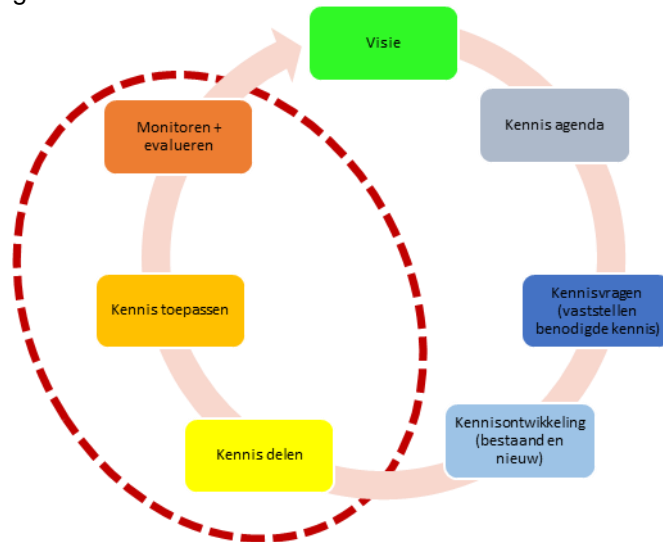 Visie
Kennis agenda
Kennisvragen
(vaststellen
benodigde kennis)
Kennisontwikkeling
(bestaand en
nieuw)
Kennis delen
Kennis toepassen
Monitoren +
evalueren